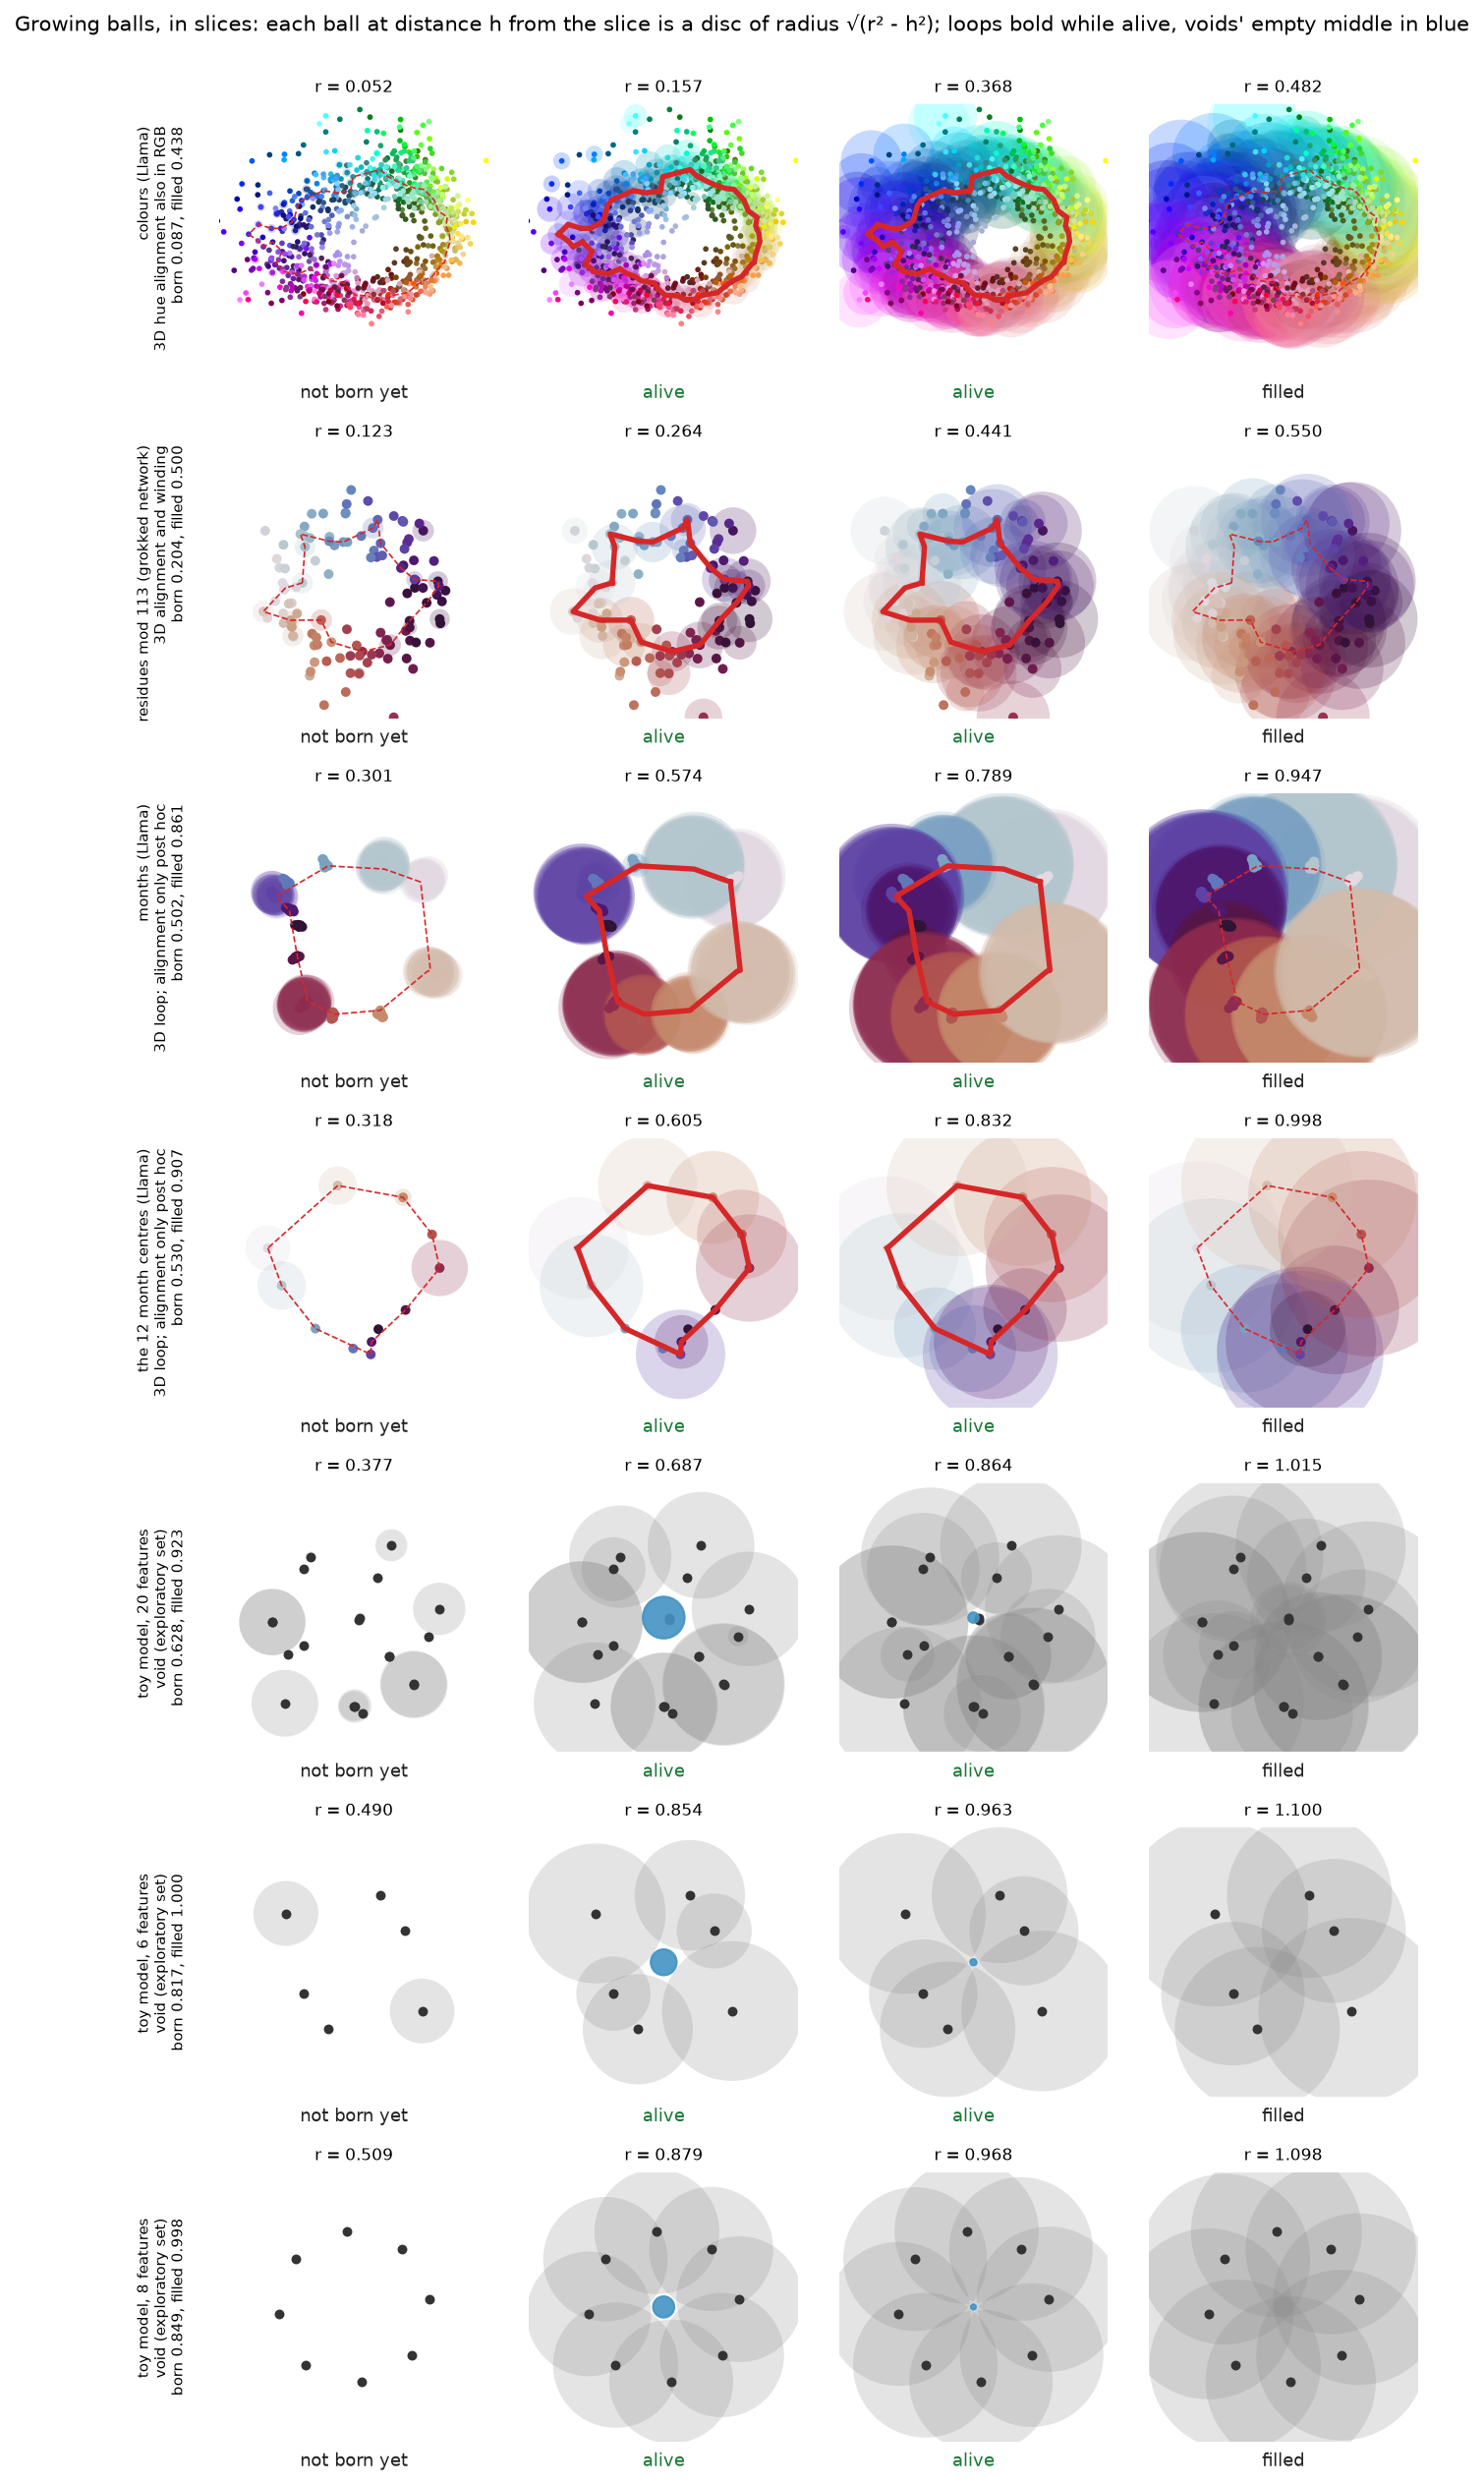 Growing balls, in slices: each ball at distance h from the slice is a disc of radius √(r² - h²); loops bold while alive, voids' empty middle in blue
colours (Llama)
3D hue alignment also in RGB
born 0.087, filled 0.438
r = 0.052
r = 0.157
r = 0.368
r = 0.482
not born yet
alive
alive
filled
residues mod 113 (grokked network)
3D alignment and winding
born 0.204, filled 0.500
r = 0.123
r = 0.264
r = 0.441
r = 0.550
not born yet
alive
alive
filled
months (Llama)
3D loop; alignment only post hoc
born 0.502, filled 0.861
r = 0.301
r = 0.574
r = 0.789
r = 0.947
not born yet
alive
alive
filled
the 12 month centres (Llama)
3D loop; alignment only post hoc
born 0.530, filled 0.907
r = 0.318
r = 0.605
r = 0.832
r = 0.998
not born yet
alive
alive
filled
toy model, 20 features
void (exploratory set)
born 0.628, filled 0.923
r = 0.377
r = 0.687
r = 0.864
r = 1.015
not born yet
alive
alive
filled
toy model, 6 features
void (exploratory set)
born 0.817, filled 1.000
r = 0.490
r = 0.854
r = 0.963
r = 1.100
not born yet
alive
alive
filled
toy model, 8 features
void (exploratory set)
born 0.849, filled 0.998
r = 0.509
r = 0.879
r = 0.968
r = 1.098
not born yet
alive
alive
filled